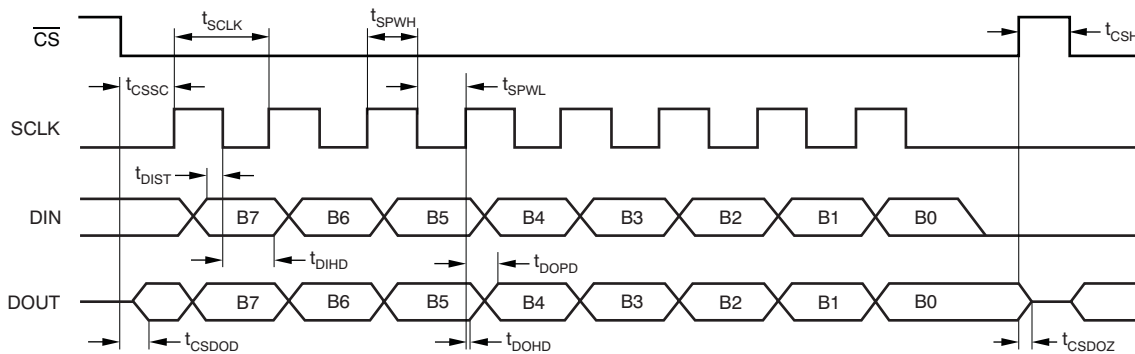 tSCLK
tSPWH
CS
tCSH
tCSSC
tSPWL
SCLK
tDIST
DIN B7 B6 B5 B4 B3 B2 B1 B0
tDIHD
tDOPD
DOUT B7 B6 B5 B4 B3 B2 B1 B0
tCSDOD
tDOHD
tCSDOZ